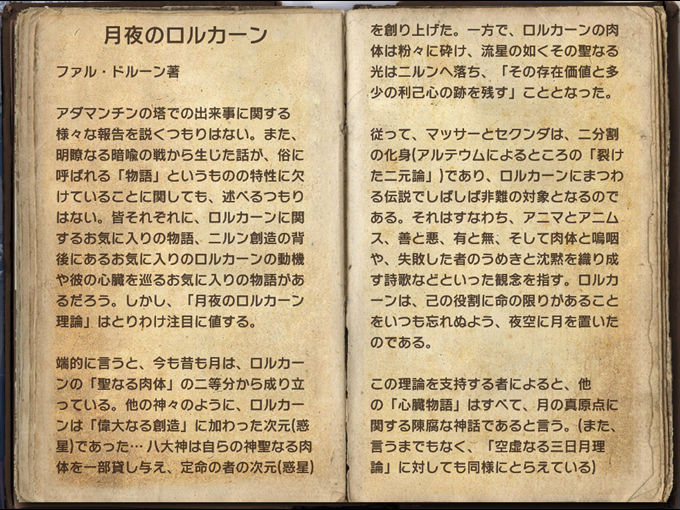 月夜のロルカーン
ファル・ドルーン著
アダマンチンの塔での出来事に関する
様々な報告を説くつもりはない。また、
明瞭なる暗喩の戦から生じた話が、俗に
呼ばれる「物語」というものの特性に欠
けていることに関しても、述べるつもり
はない。皆それぞれに、ロルカーンに関
するお気に入りの物語、ニルン創造の背
後にあるお気に入りのロルカーンの動機
や彼の心臓を巡るお気に入りの物語があ
るだろう。しかし、「月夜のロルカーン
理論」はとりわけ注目に値する。
端的に言うと、今も昔も月は、ロルカー
ンの「聖なる肉体」の二等分から成り立
っている。他の神々のように、ロルカー
ンは「偉大なる創造」に加わった次元(惑
星)であった… 八大神は自らの神聖なる肉
体を一部貸し与え、定命の者の次元(惑星)
を創り上げた。一方で、ロルカーンの肉
体は粉々に砕け、流星の如くその聖なる
光はニルンへ落ち、「その存在価値と多
少の利己心の跡を残す」こととなった。
従って、マッサーとセクンダは、二分割
の化身(アルテウムによるところの「裂け
た二元論」)であり、ロルカーンにまつわ
る伝説でしばしば非難の対象となるので
ある。それはすなわち、アニマとアニム
ス、善と悪、有と無、そして肉体と嗚咽
や、失敗した者のうめきと沈黙を織り成
す詩歌などといった観念を指す。ロルカ
ーンは、己の役割に命の限りがあること
をいつも忘れぬよう、夜空に月を置いた
のである。
この理論を支持する者によると、他
の「心臓物語」はすべて、月の真原点に
関する陳腐な神話であると言う。(また、
言うまでもなく、「空虚なる三日月理
論」に対しても同様にとらえている)